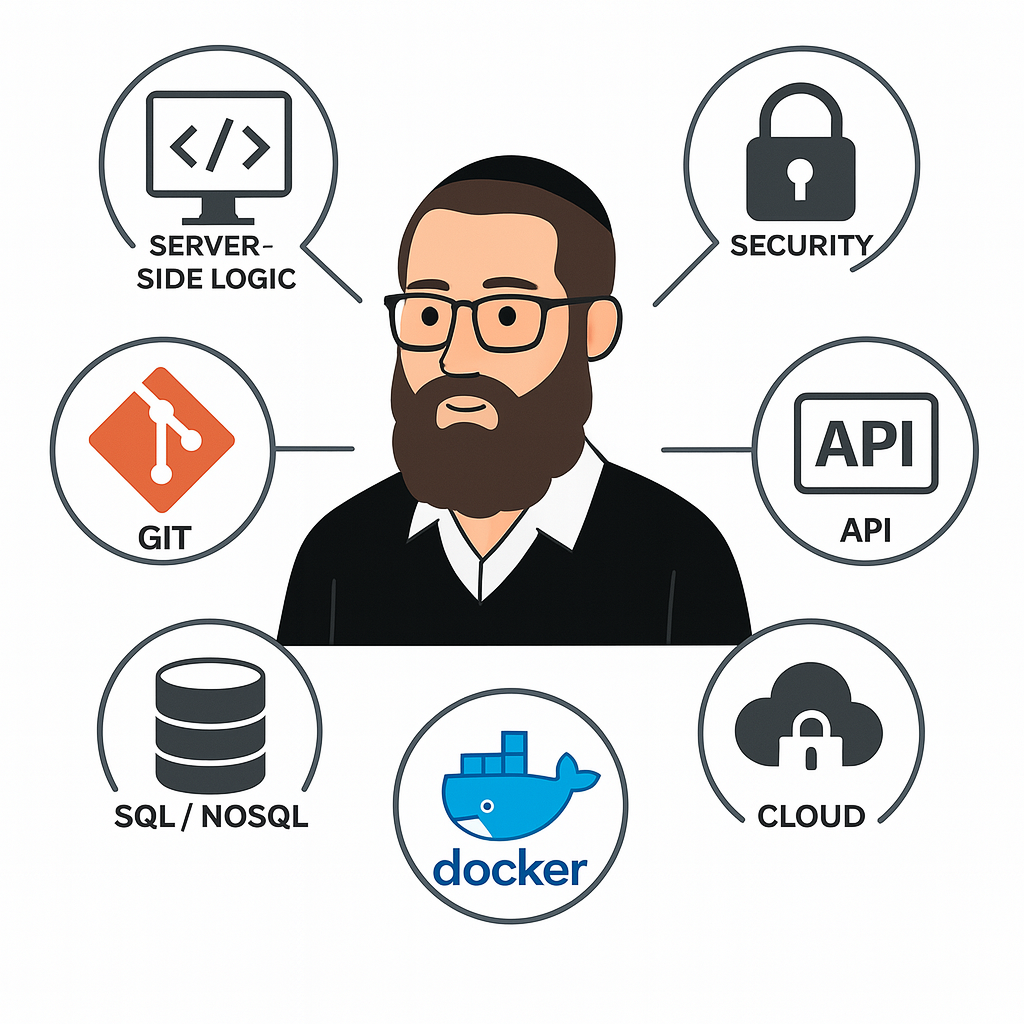 SERVER-
SIDE LOGIC
SECURITY
GIT
API
API
SQL / NOSQL
docker
CLOUD